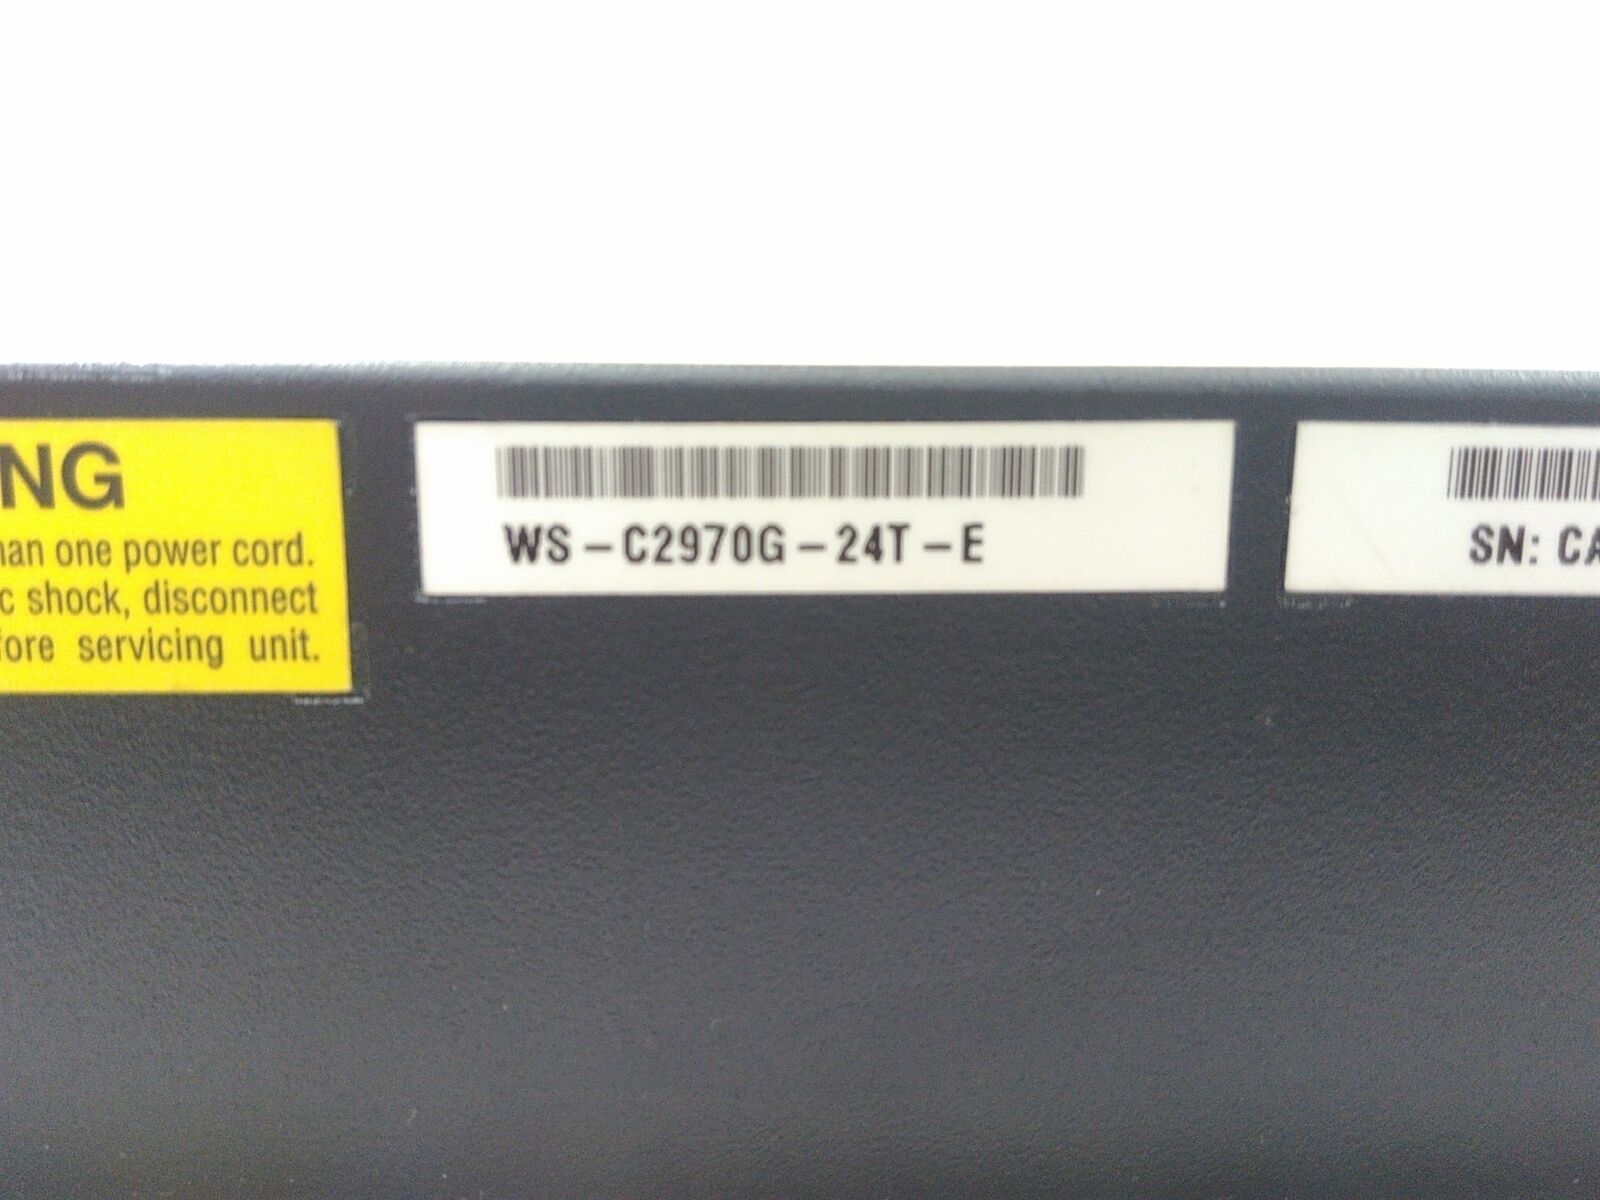 NG
han one power cord.
c shock, disconnect
fore servicing unit.
WS-C2970G-24T-E
SN: CA